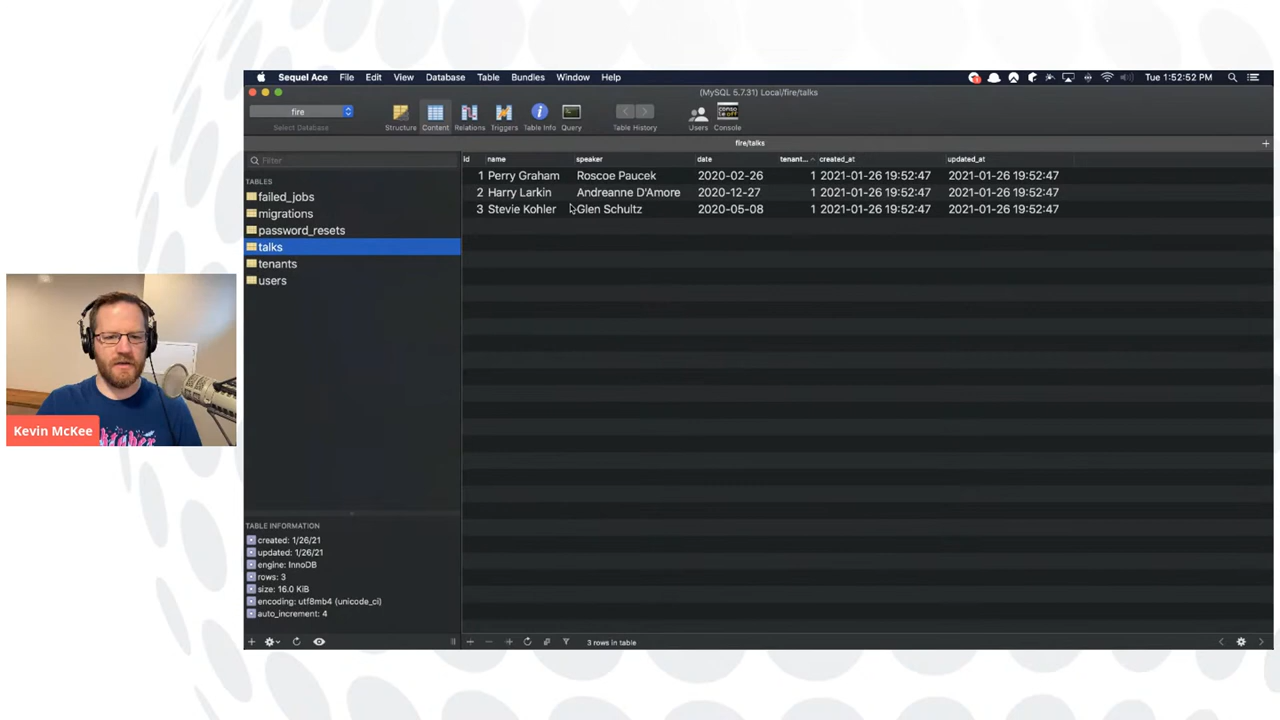 Sequel Ace File Edit View Database Table Bundles Window Help Tue 1:52:52 PM
(MySQL 5.7.31) Local/fire/talks
fire
Select Database
Structure Content Relations Triggers Table Info Query Table History Users Console
fire/talks
Filter
TABLES
failed_jobs
migrations
password_resets
talks
tenants
users
id name speaker date tenant... created_at updated_at
1 Perry Graham Roscoe Paucek 2020-02-26 1 2021-01-26 19:52:47 2021-01-26 19:52:47
2 Harry Larkin Andreanne D'Amore 2020-12-27 1 2021-01-26 19:52:47 2021-01-26 19:52:47
3 Stevie Kohler Glen Schultz 2020-05-08 1 2021-01-26 19:52:47 2021-01-26 19:52:47
Kevin McKee
TABLE INFORMATION
created: 1/26/21
updated: 1/26/21
engine: InnoDB
rows: 3
size: 16.0 KiB
encoding: utf8mb4 (unicode_ci)
auto_increment: 4
3 rows in table